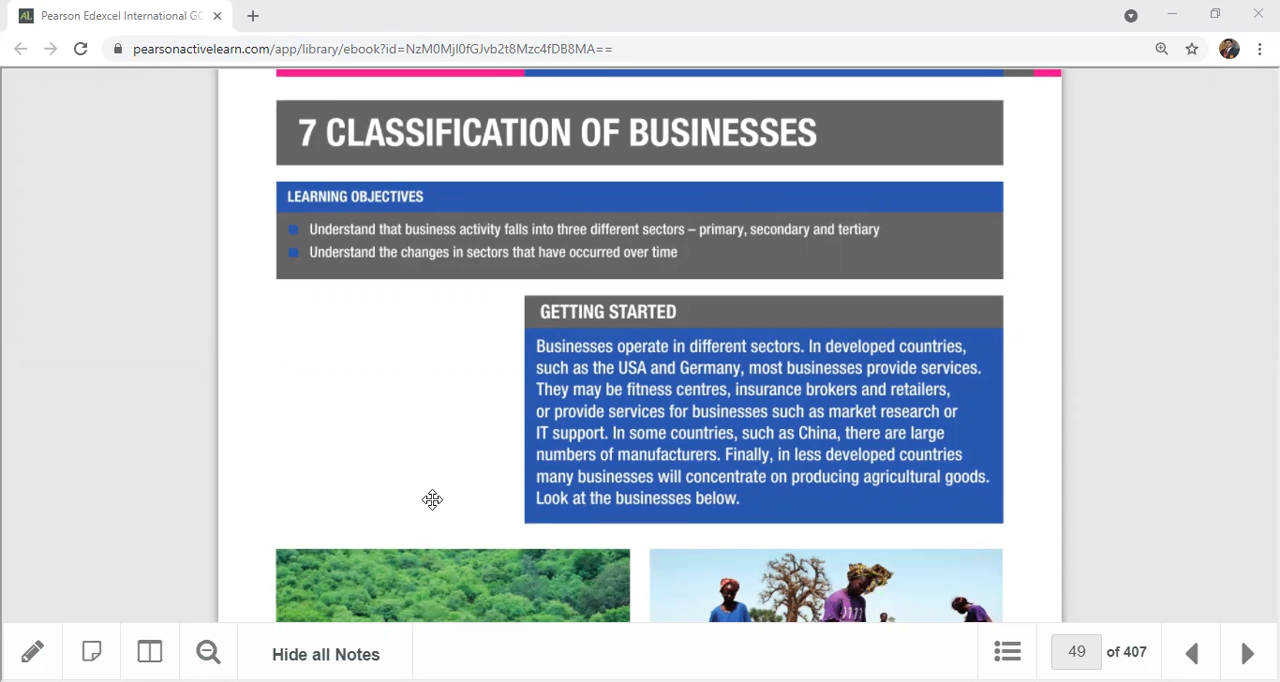 Pearson Edexcel International GC
pearsonactivelearn.com/app/library/ebook?id=NzM0Mjl0fGJvb2t8Mzc4fDB8MA==
7 CLASSIFICATION OF BUSINESSES
LEARNING OBJECTIVES
Understand that business activity falls into three different sectors – primary, secondary and tertiary
Understand the changes in sectors that have occurred over time
GETTING STARTED
Businesses operate in different sectors. In developed countries,
such as the USA and Germany, most businesses provide services.
They may be fitness centres, insurance brokers and retailers,
or provide services for businesses such as market research or
IT support. In some countries, such as China, there are large
numbers of manufacturers. Finally, in less developed countries
many businesses will concentrate on producing agricultural goods.
Look at the businesses below.
Hide all Notes
49 of 407